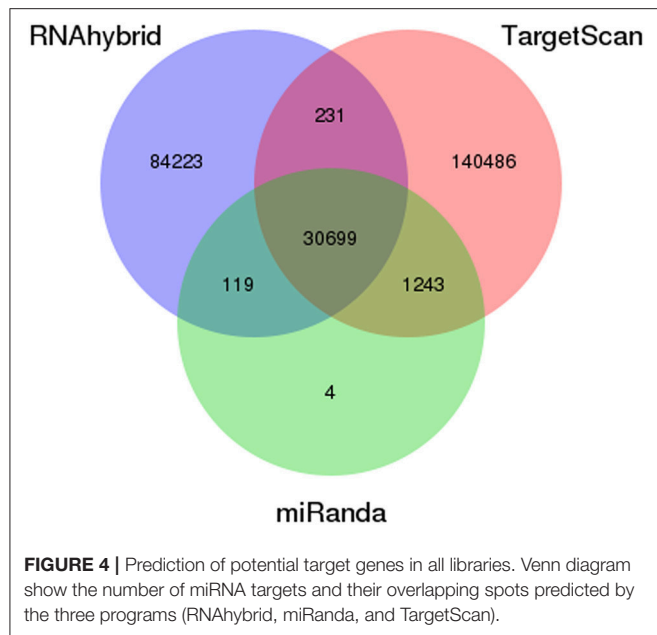 RNAhybrid
TargetScan
231
84223
140486
30699
119
1243
4
miRanda
FIGURE 4 | Prediction of potential target genes in all libraries. Venn diagram
show the number of miRNA targets and their overlapping spots predicted by
the three programs (RNAhybrid, miRanda, and TargetScan).